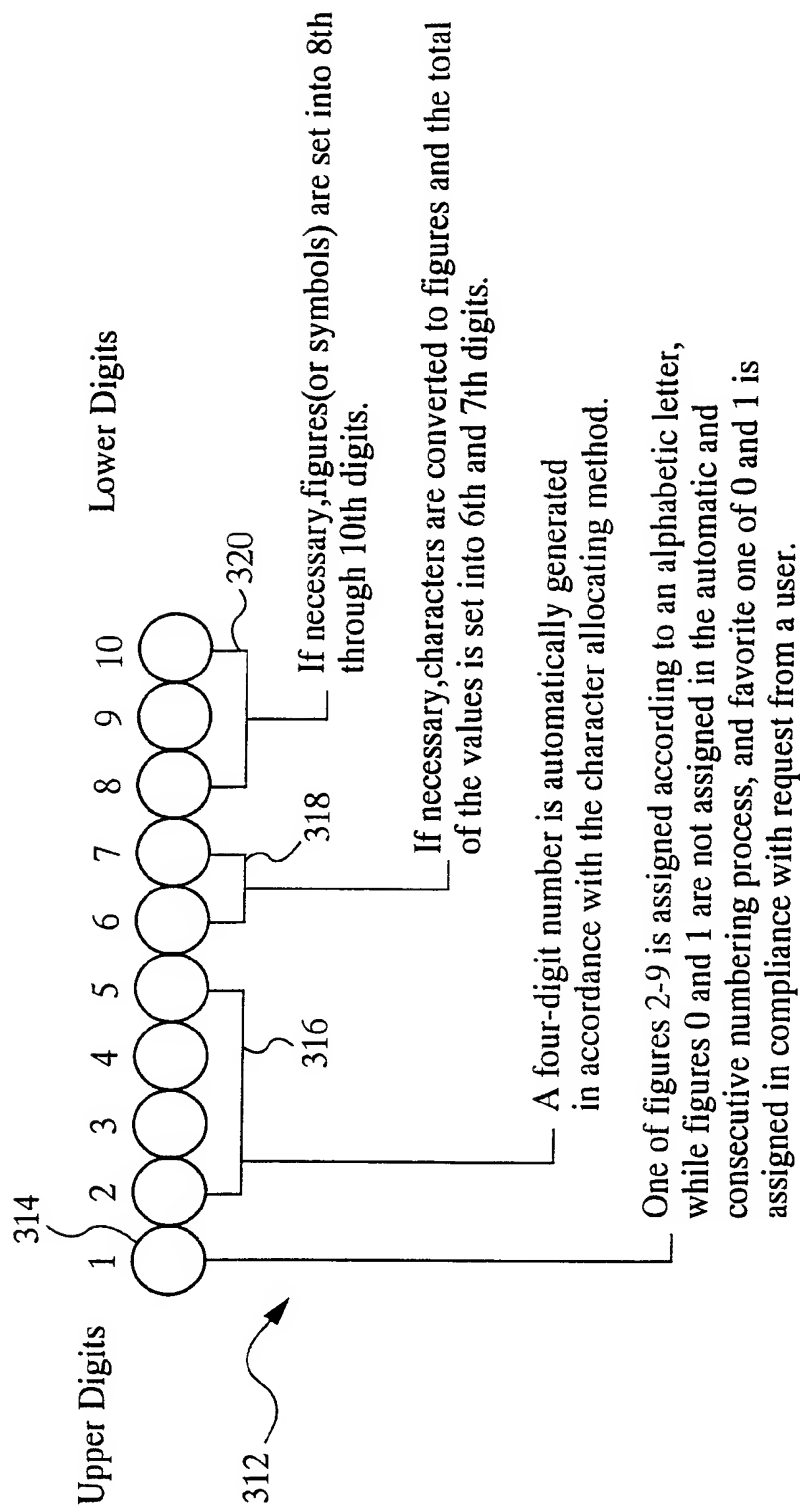 Upper Digits
Lower Digits
314
1 2 3 4 5 6 7 8 9 10
312
316
318
320
If necessary,figures(or symbols) are set into 8th
through 10th digits.
If necessary,characters are converted to figures and the total
of the values is set into 6th and 7th digits.
A four-digit number is automatically generated
in accordance with the character allocating method.
One of figures 2-9 is assigned according to an alphabetic letter,
while figures 0 and 1 are not assigned in the automatic and
consecutive numbering process, and favorite one of 0 and 1 is
assigned in compliance with request from a user.